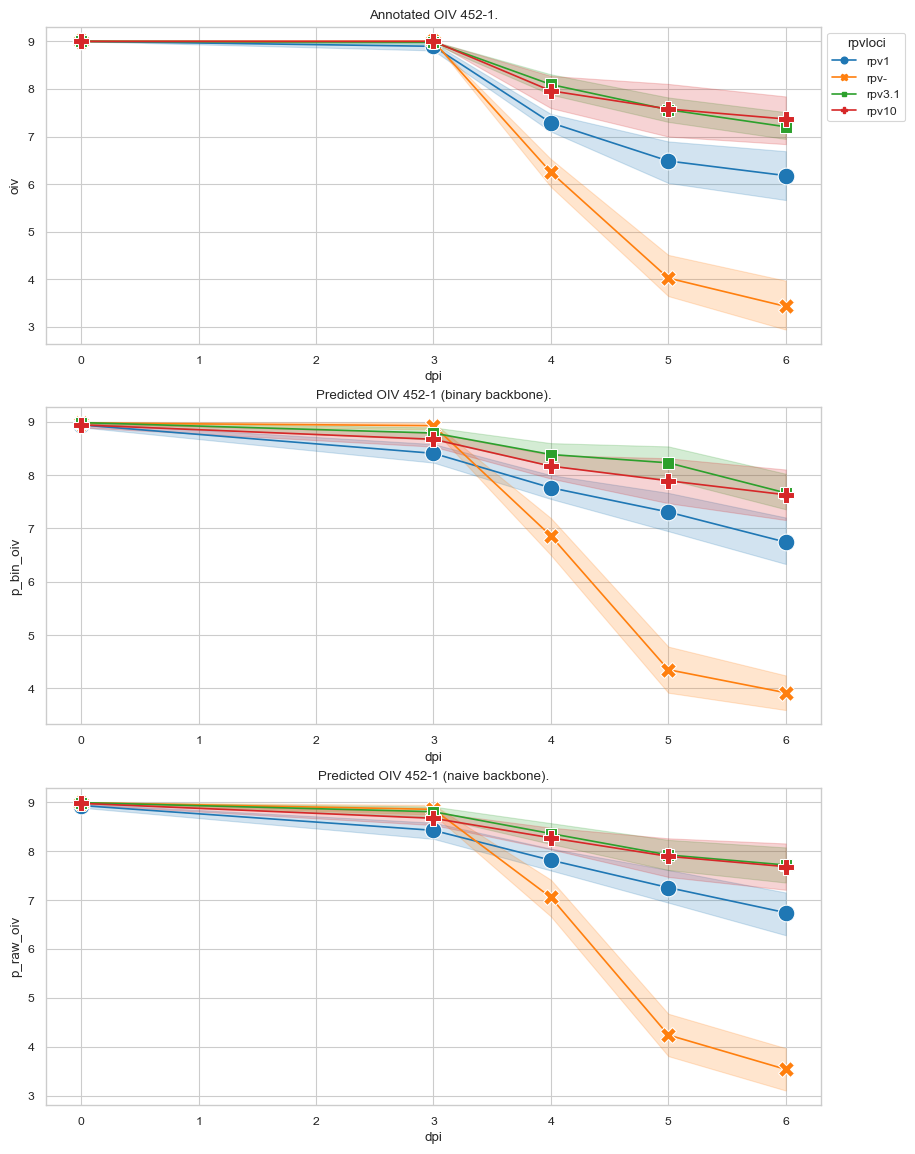 Annotated OIV 452-1.
9
8
7
6
5
4
3
oiv
0 1 2 3 4 5 6
dpi
rpvloci
rpv1
rpv-
rpv3.1
rpv10
Predicted OIV 452-1 (binary backbone).
9
8
7
6
5
4
p_bin_oiv
0 1 2 3 4 5 6
dpi
Predicted OIV 452-1 (naive backbone).
9
8
7
6
5
4
3
p_raw_oiv
0 1 2 3 4 5 6
dpi